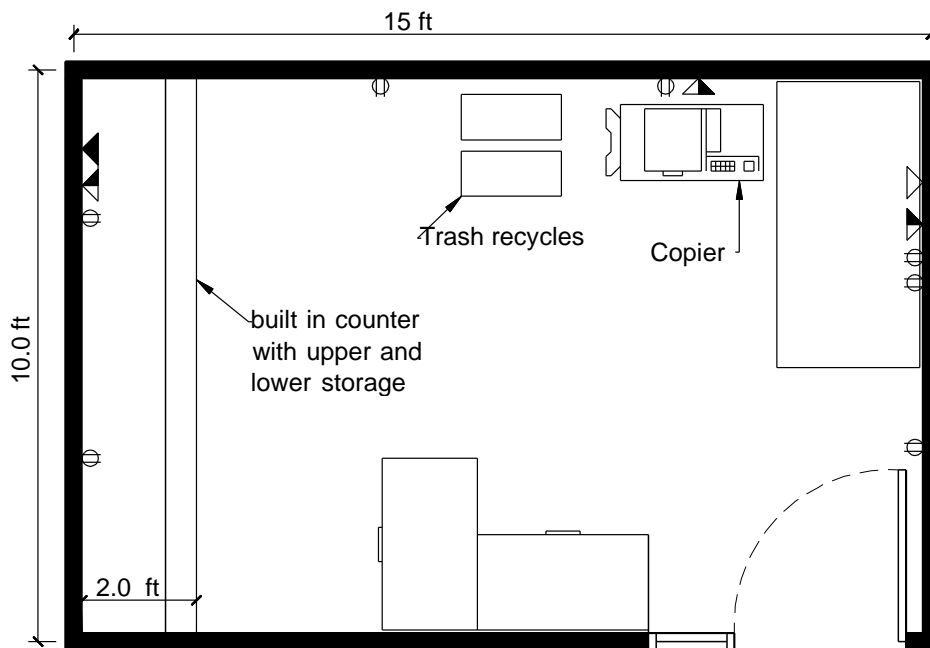 15 ft
10.0 ft
Trash recycles
Copier
built in counter
with upper and
lower storage
2.0 ft